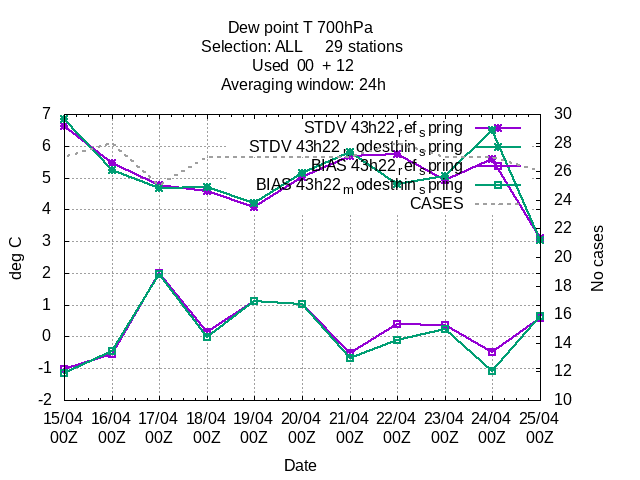 Dew point T 700hPa
Selection: ALL 29 stations
Used 00 + 12
Averaging window: 24h
7
6
5
4
3
2
1
0
-1
-2
deg C
30
28
26
24
22
20
18
16
14
12
10
No cases
STDV 43h22_ref_spring
STDV 43h22_modesthin_spring
BIAS 43h22_ref_spring
BIAS 43h22_modesthin_spring
CASES
15/04 16/04 17/04 18/04 19/04 20/04 21/04 22/04 23/04 24/04 25/04
00Z 00Z 00Z 00Z 00Z 00Z 00Z 00Z 00Z 00Z 00Z
Date